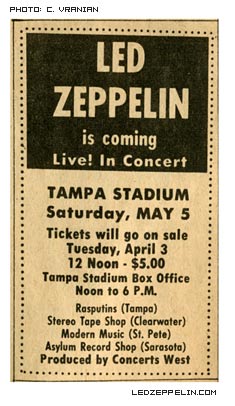 PHOTO: C. VRANIAN
LED
ZEPPELIN
is coming
Live! In Concert
TAMPA STADIUM
Saturday, MAY 5
Tickets will go on sale
Tuesday, April 3
12 Noon - $5.00
Tampa Stadium Box Office
Noon to 6 P.M.
Rasputins (Tampa)
Stereo Tape Shop (Clearwater)
Modern Music (St. Pete)
Asylum Record Shop (Sarasota)
Produced by Concerts West
LEDZEPPELIN.COM